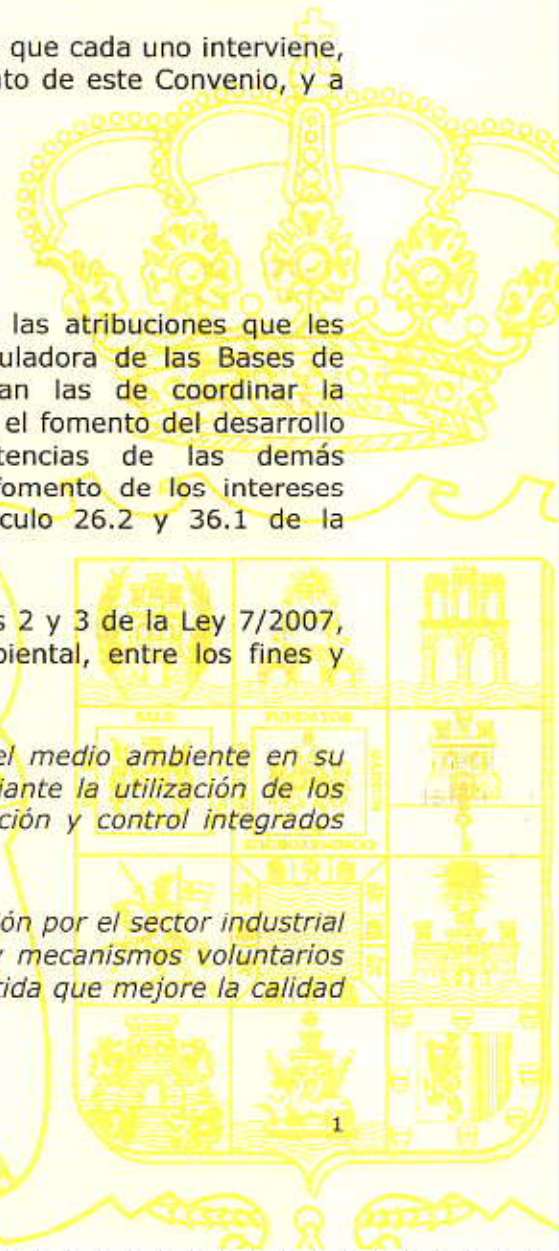 que cada uno interviene,
nto de este Convenio, y a
las atribuciones que les
uladora de las Bases de
an las de coordinar la
el fomento del desarrollo
tencias de las demás
fomento de los intereses
culo 26.2 y 36.1 de la
s 2 y 3 de la Ley 7/2007,
biental, entre los fines y
el medio ambiente en su
diante la utilización de los
ción y control integrados
ón por el sector industrial
y mecanismos voluntarios
tida que mejore la calidad
1